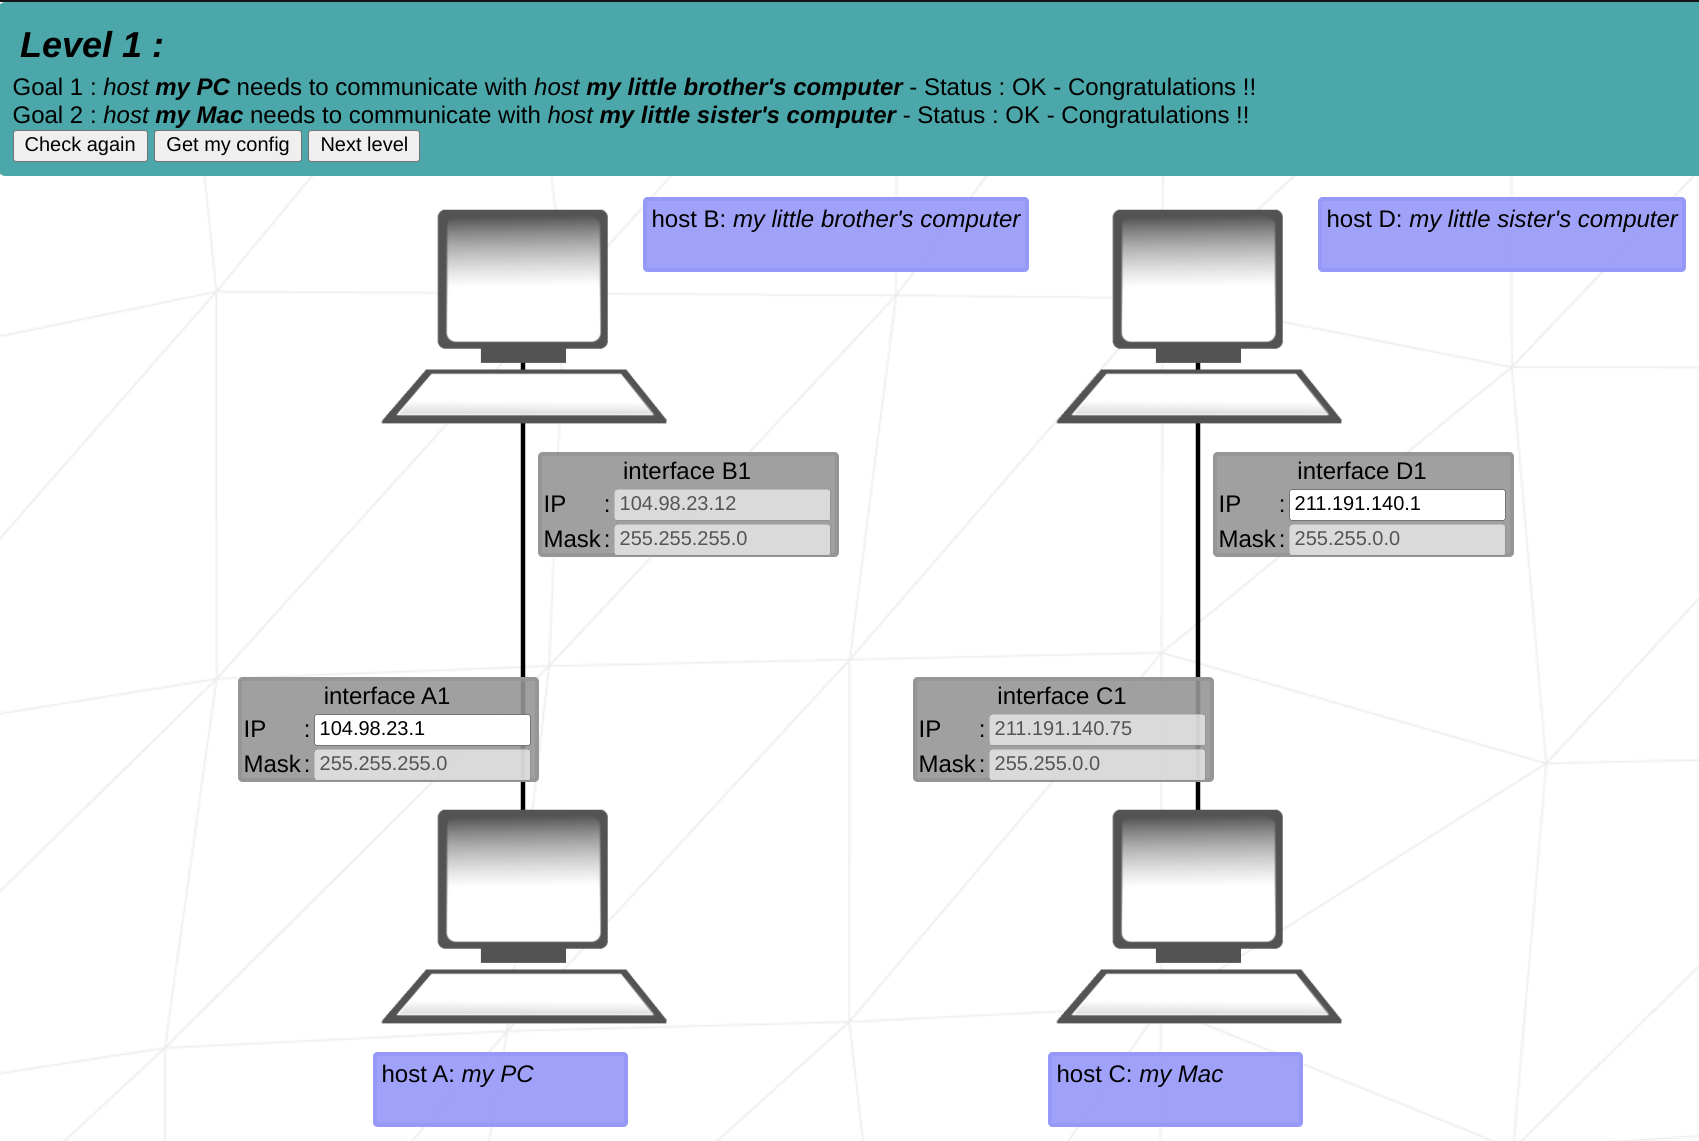 Level 1 :
Goal 1 : host my PC needs to communicate with host my little brother's computer - Status : OK - Congratulations !!
Goal 2 : host my Mac needs to communicate with host my little sister's computer - Status : OK - Congratulations !!
Check again Get my config Next level
host B: my little brother's computer
host D: my little sister's computer
interface B1
IP : 104.98.23.12
Mask : 255.255.255.0
interface D1
IP : 211.191.140.1
Mask : 255.255.0.0
interface A1
IP : 104.98.23.1
Mask : 255.255.255.0
interface C1
IP : 211.191.140.75
Mask : 255.255.0.0
host A: my PC
host C: my Mac